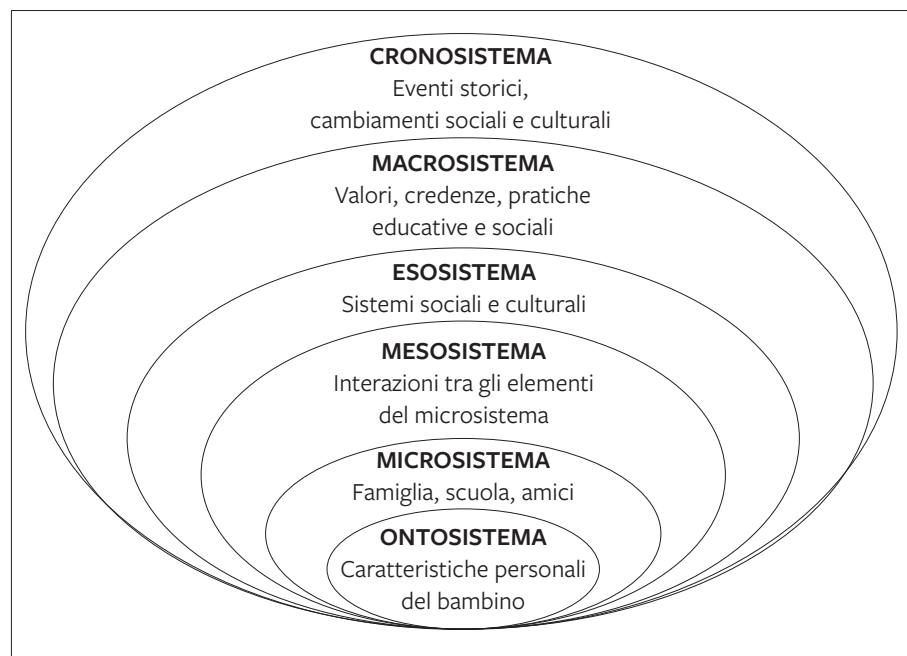 CRONOSISTEMA
Eventi storici,
cambiamenti sociali e culturali
MACROSISTEMA
Valori, credenze, pratiche
educative e sociali
ESOSISTEMA
Sistemi sociali e culturali
MESOSISTEMA
Interazioni tra gli elementi
del microsistema
MICROSISTEMA
Famiglia, scuola, amici
ONTOSISTEMA
Caratteristiche personali
del bambino